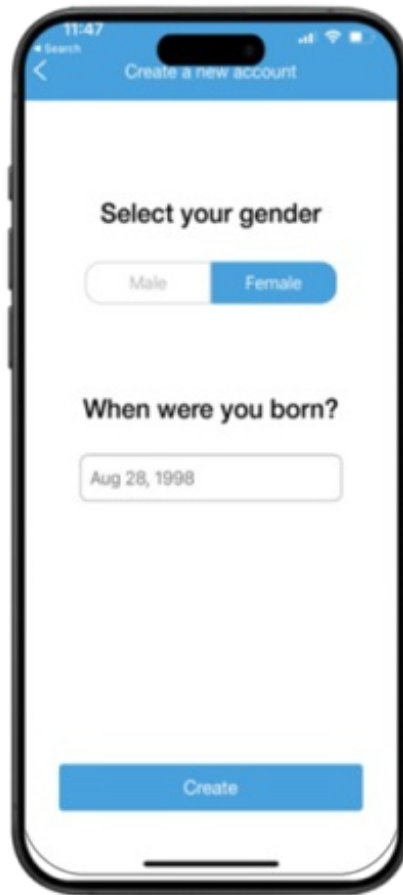 11:47
Search
Create a new account
Select your gender
Male Female
When were you born?
Aug 28, 1998
Create